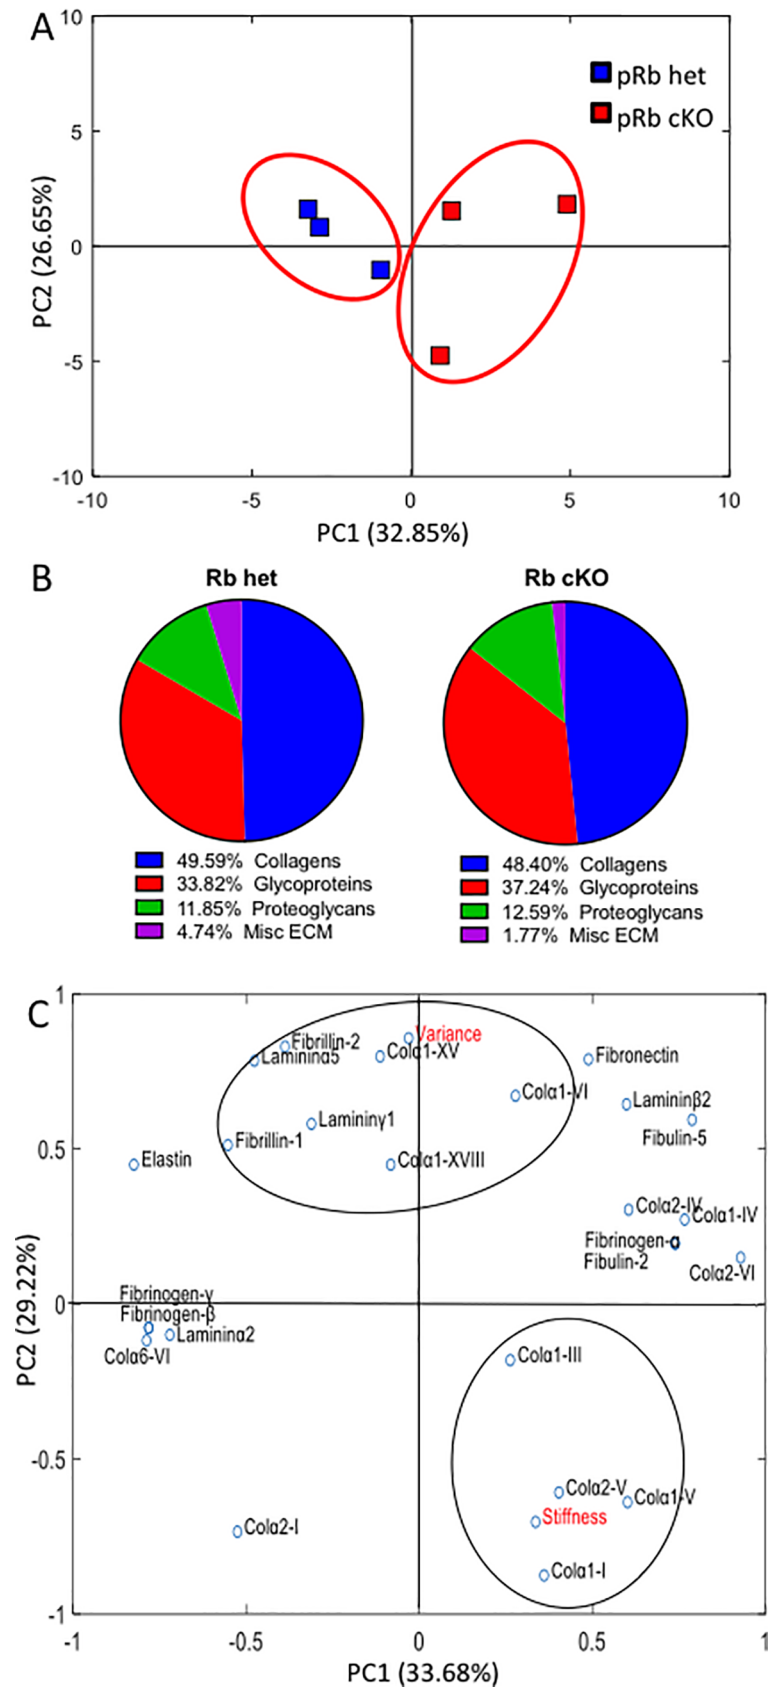 A
10
5
0
-5
-10
PC2 (26.65%)
pRb het
pRb cKO
-10 -5 0 5 10
PC1 (32.85%)
B
Rb het
Rb cKO
49.59% Collagens
33.82% Glycoproteins
11.85% Proteoglycans
4.74% Misc ECM
48.40% Collagens
37.24% Glycoproteins
12.59% Proteoglycans
1.77% Misc ECM
C
1
0.5
0
-0.5
-1
PC2 (29.22%)
Variance
Fibrillin-2
Colα1-XV
Lamininα5
Fibronectin
Colα1-VI
Lamininβ2
Lamininγ1
Fibulin-5
Fibrillin-1
Elastin
Colα1-XVIII
Colα2-IV
Colα1-IV
Fibrinogen-α
Fibulin-2
Colα2-VI
Fibrinogen-γ
Fibrinogen-β
Lamininα2
Colα6-VI
Colα1-III
Colα2-V
Colα1-V
Stiffness
Colα2-I
Colα1-I
-1 -0.5 0 0.5 1
PC1 (33.68%)